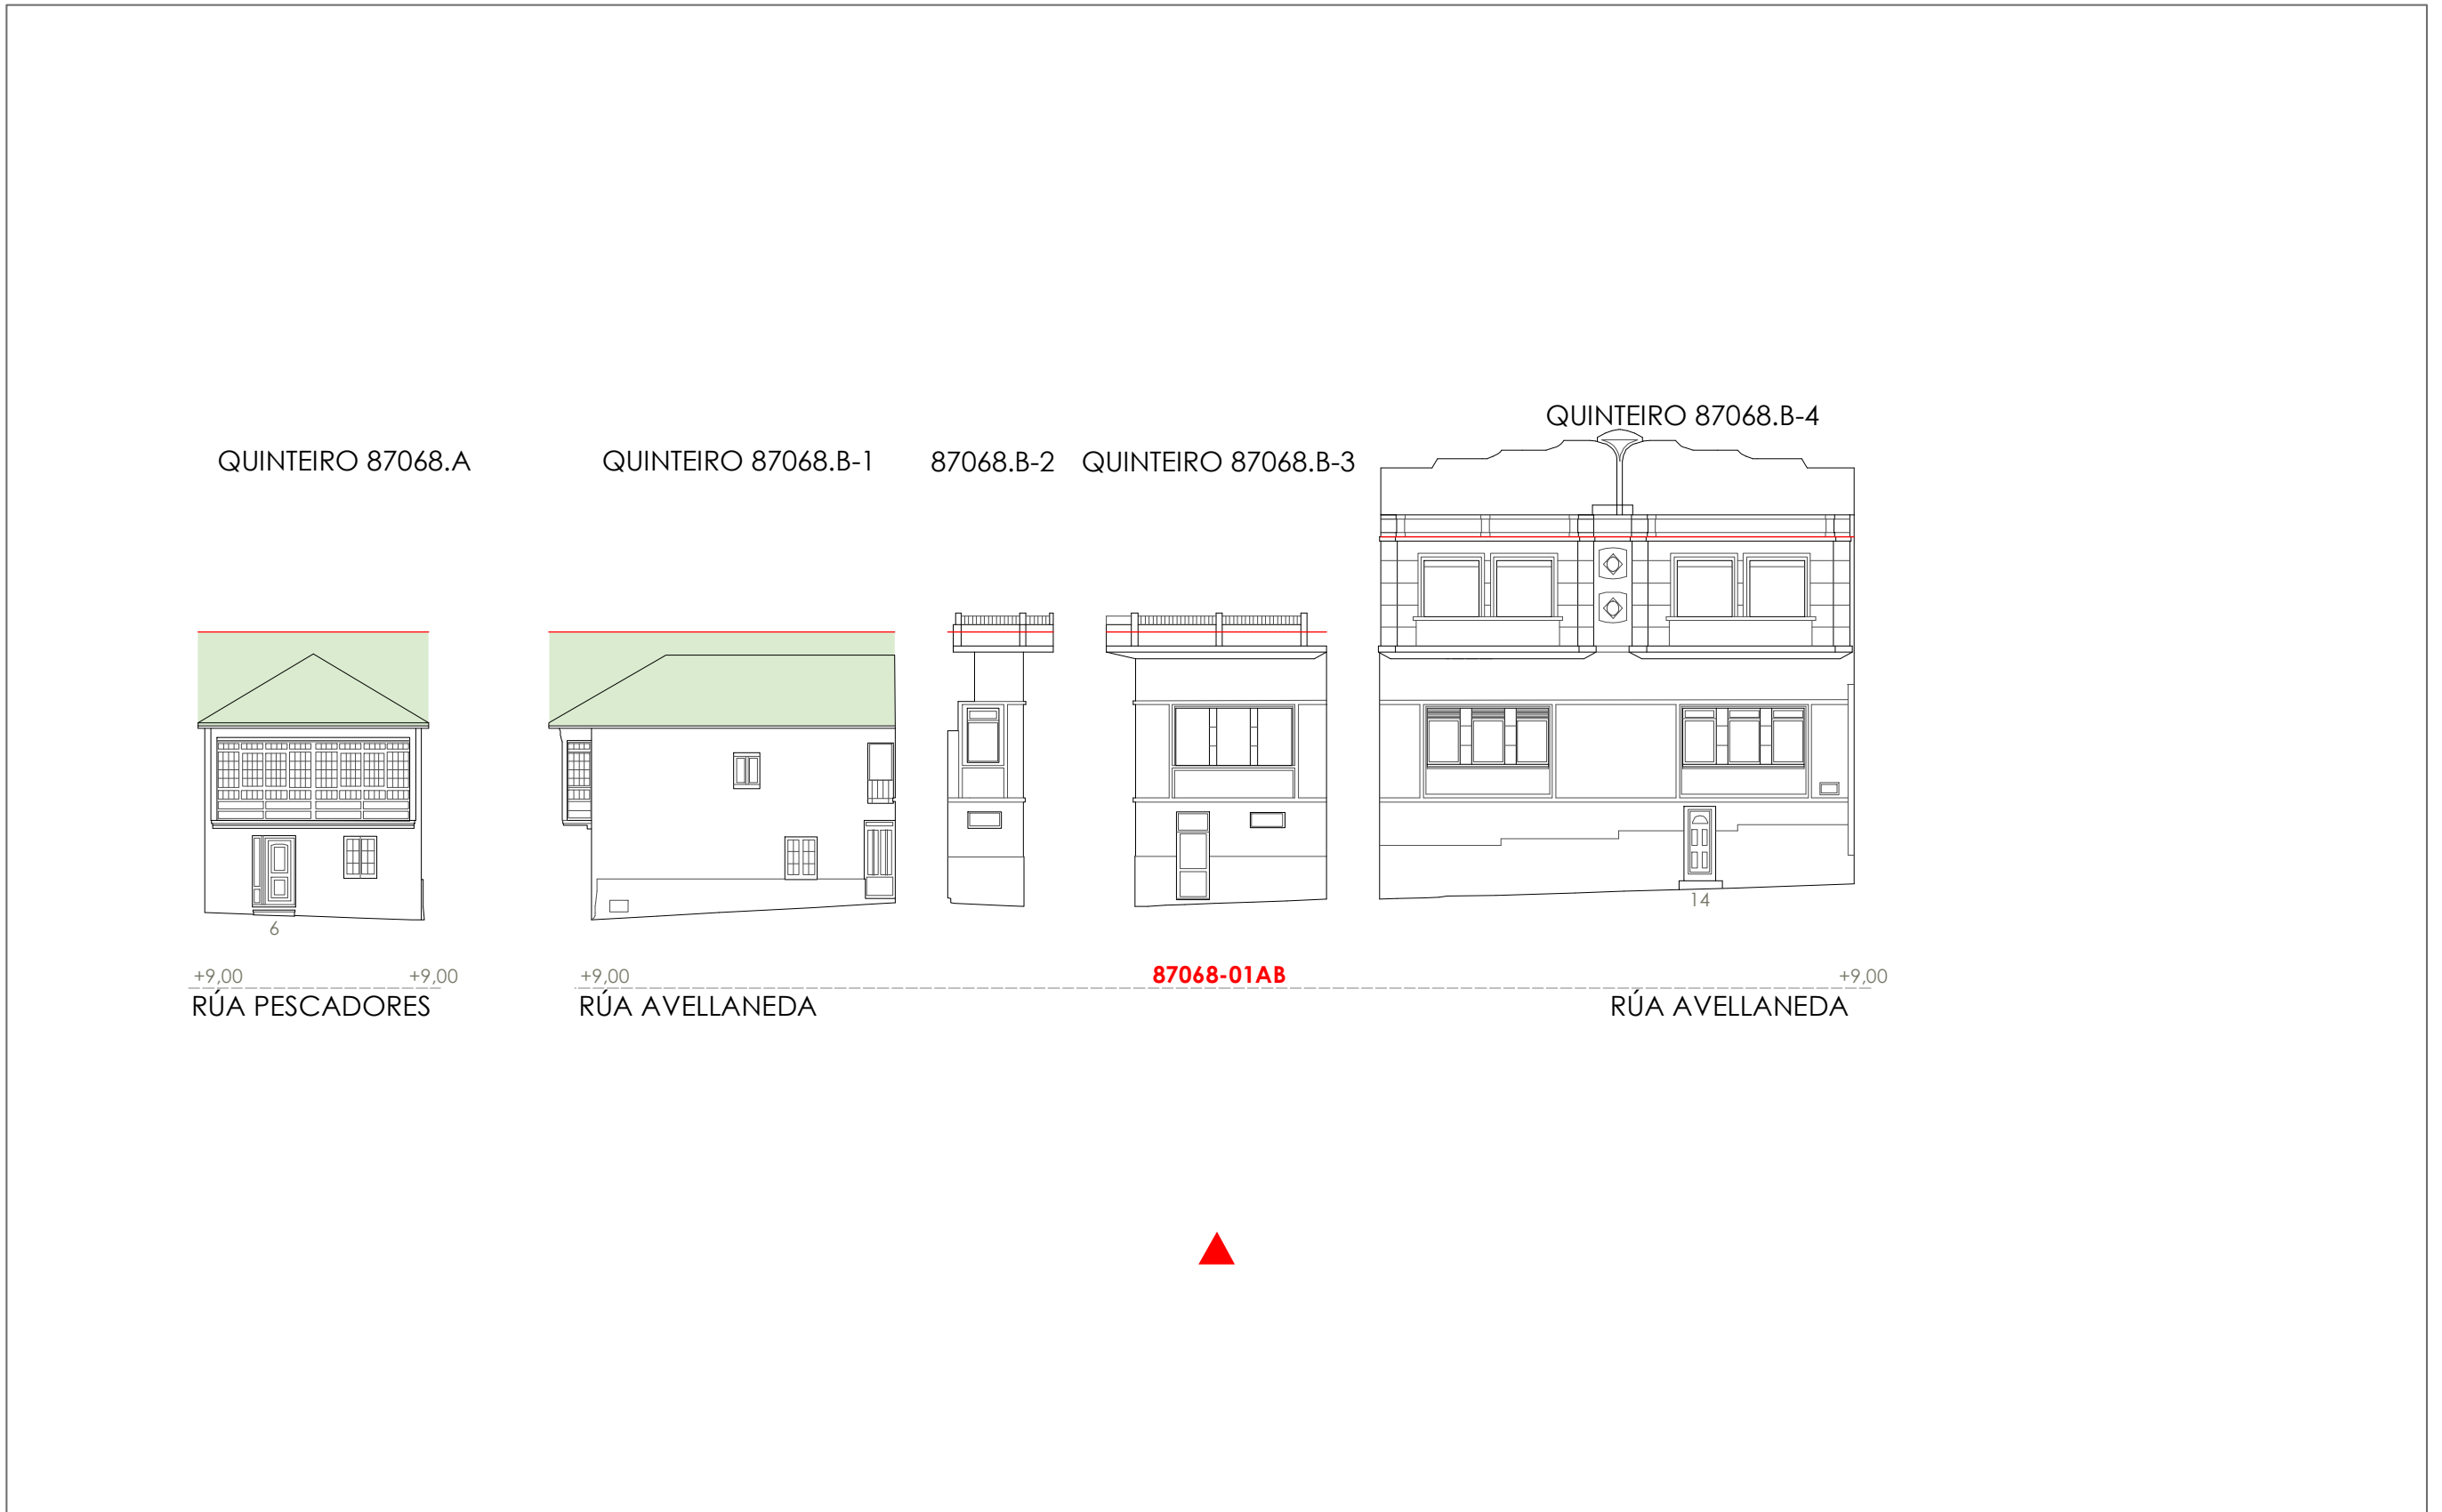 QUINTEIRO 87068.B-4
QUINTEIRO 87068.A
QUINTEIRO 87068.B-1
87068.B-2
QUINTEIRO 87068.B-3
14
6
+9,00
+9,00
+9,00
87068-01AB
+9,00
RÚA PESCADORES
RÚA AVELLANEDA
RÚA AVELLANEDA